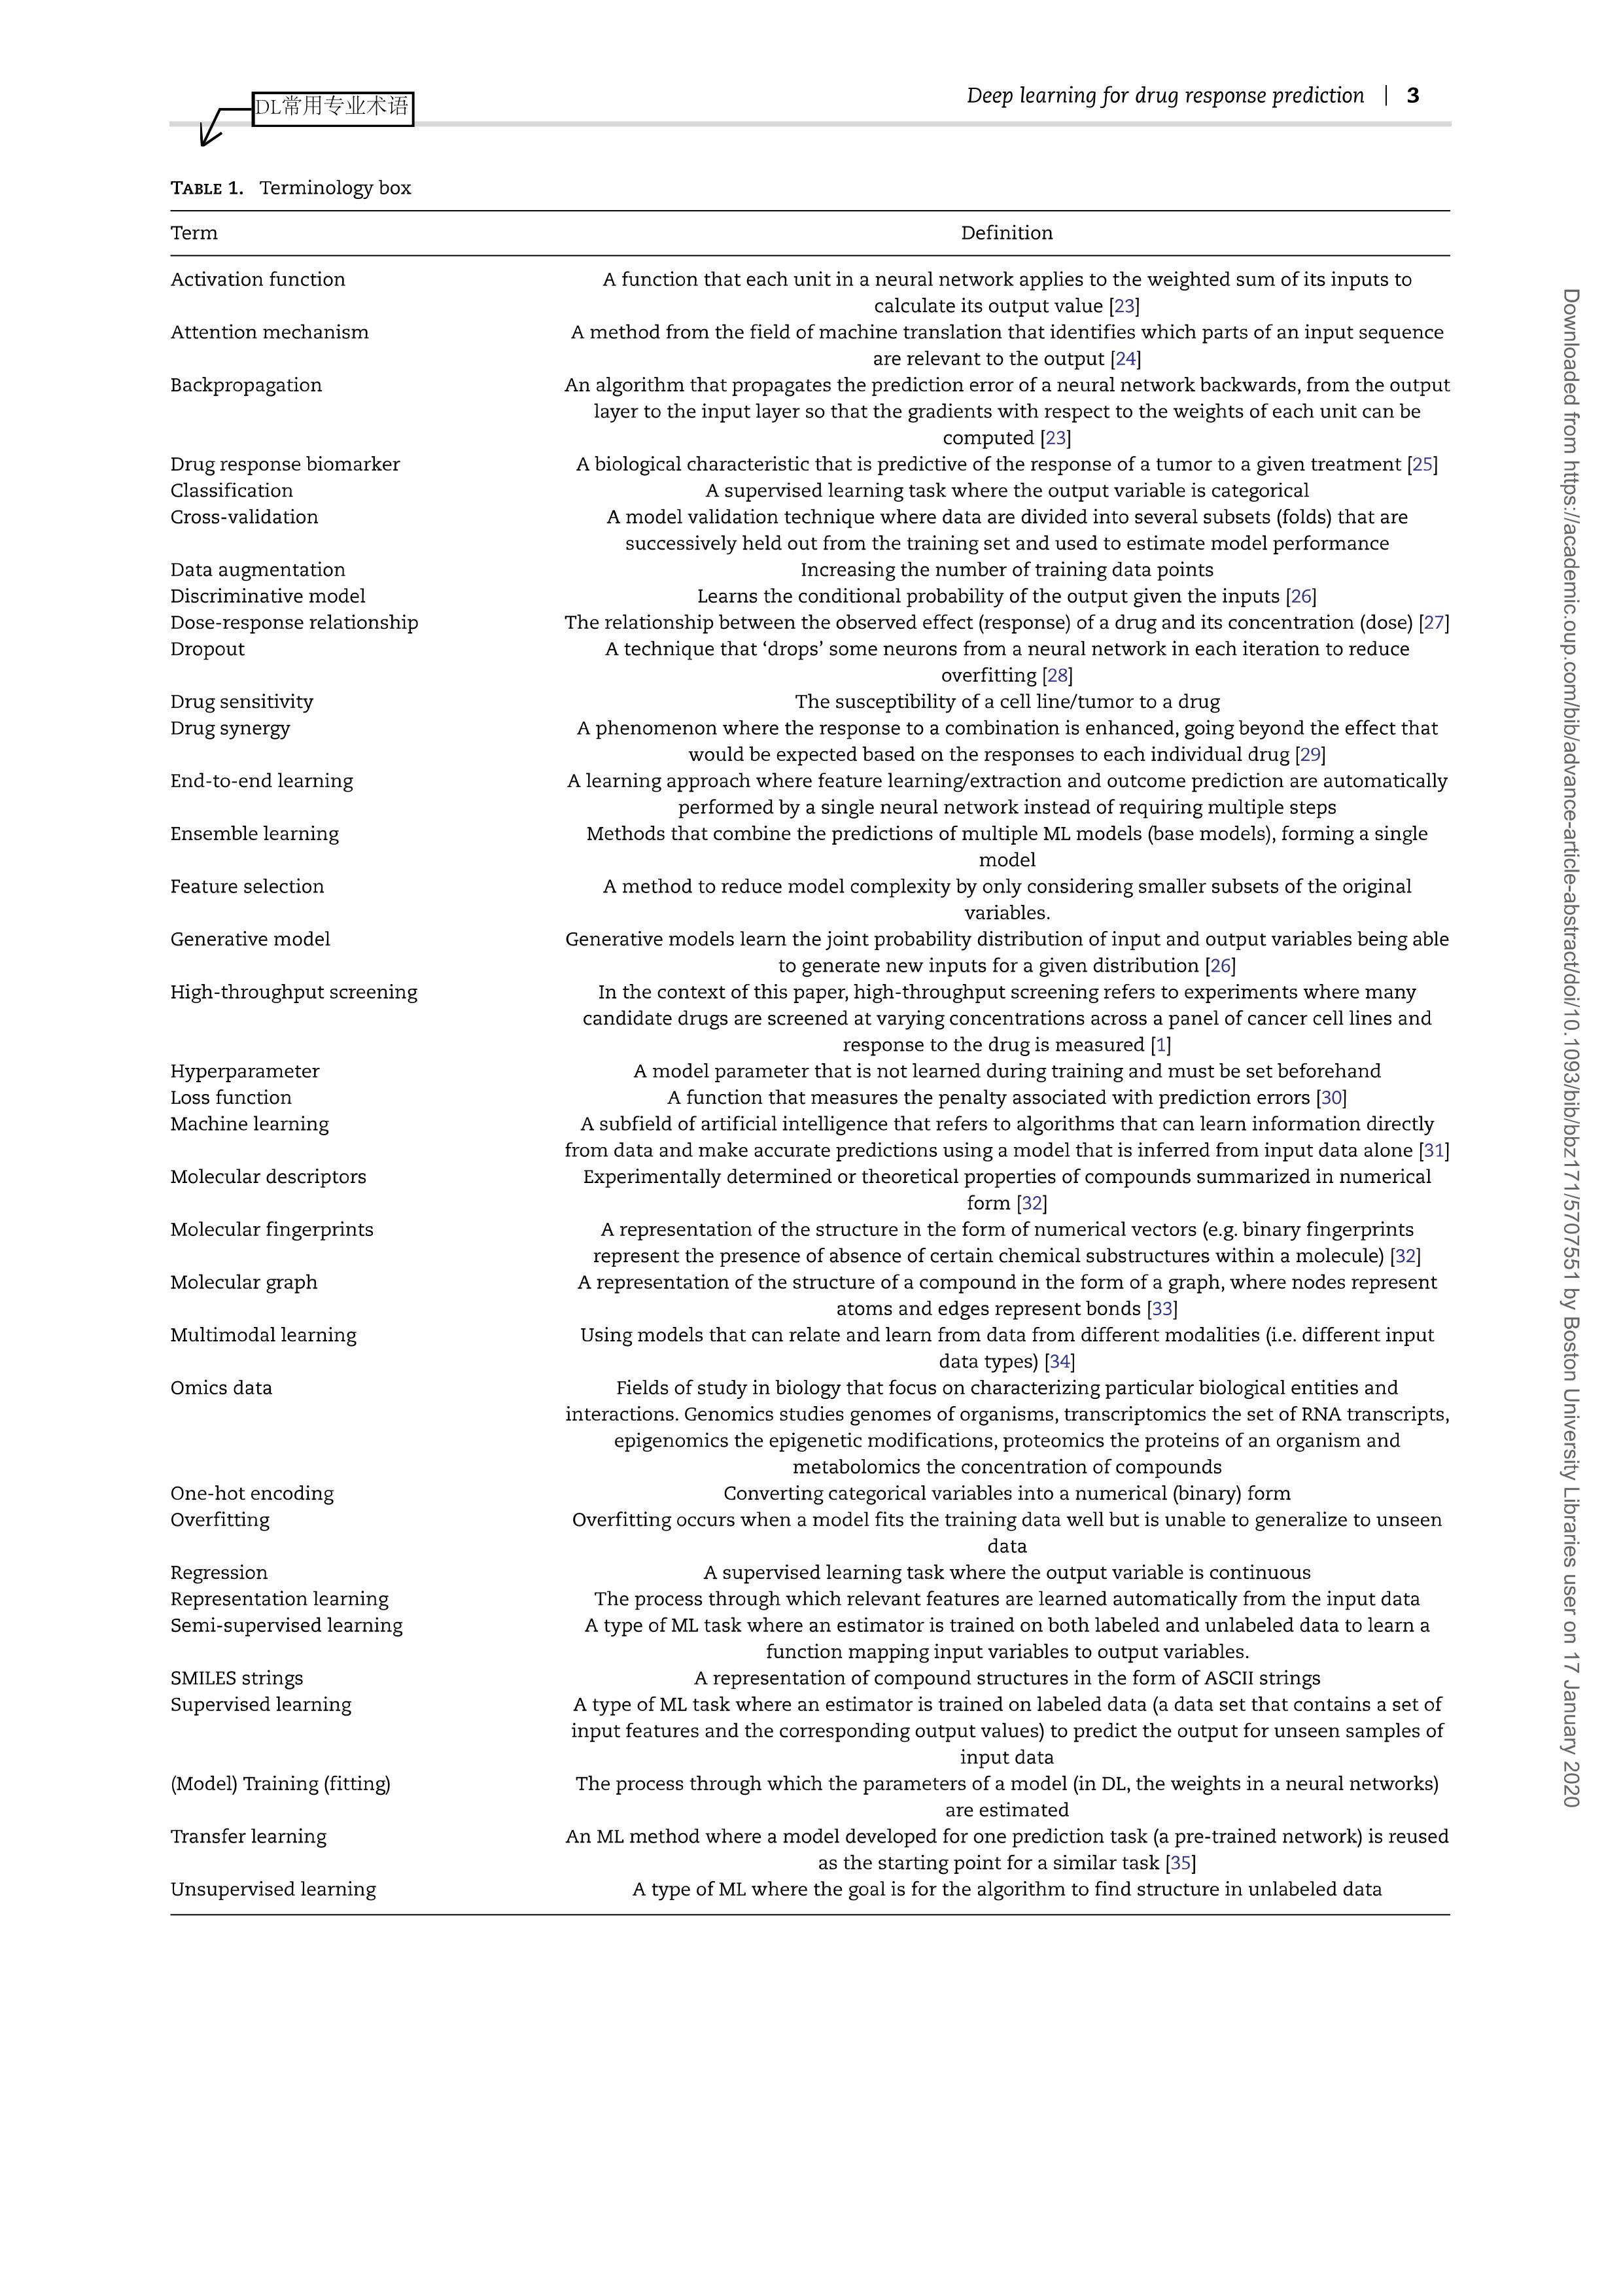 DL常用专业术语
Deep learning for drug response prediction | 3
TABLE 1. Terminology box
Term Definition
Activation function A function that each unit in a neural network applies to the weighted sum of its inputs to
calculate its output value [23]
Attention mechanism A method from the field of machine translation that identifies which parts of an input sequence
are relevant to the output [24]
Backpropagation An algorithm that propagates the prediction error of a neural network backwards, from the output
layer to the input layer so that the gradients with respect to the weights of each unit can be
computed [23]
Drug response biomarker A biological characteristic that is predictive of the response of a tumor to a given treatment [25]
Classification A supervised learning task where the output variable is categorical
Cross-validation A model validation technique where data are divided into several subsets (folds) that are
successively held out from the training set and used to estimate model performance
Data augmentation Increasing the number of training data points
Discriminative model Learns the conditional probability of the output given the inputs [26]
Dose-response relationship The relationship between the observed effect (response) of a drug and its concentration (dose) [27]
Dropout A technique that ‘drops’ some neurons from a neural network in each iteration to reduce
overfitting [28]
Drug sensitivity The susceptibility of a cell line/tumor to a drug
Drug synergy A phenomenon where the response to a combination is enhanced, going beyond the effect that
would be expected based on the responses to each individual drug [29]
End-to-end learning A learning approach where feature learning/extraction and outcome prediction are automatically
performed by a single neural network instead of requiring multiple steps
Ensemble learning Methods that combine the predictions of multiple ML models (base models), forming a single
model
Feature selection A method to reduce model complexity by only considering smaller subsets of the original
variables.
Generative model Generative models learn the joint probability distribution of input and output variables being able
to generate new inputs for a given distribution [26]
High-throughput screening In the context of this paper, high-throughput screening refers to experiments where many
candidate drugs are screened at varying concentrations across a panel of cancer cell lines and
response to the drug is measured [1]
Hyperparameter A model parameter that is not learned during training and must be set beforehand
Loss function A function that measures the penalty associated with prediction errors [30]
Machine learning A subfield of artificial intelligence that refers to algorithms that can learn information directly
from data and make accurate predictions using a model that is inferred from input data alone [31]
Molecular descriptors Experimentally determined or theoretical properties of compounds summarized in numerical
form [32]
Molecular fingerprints A representation of the structure in the form of numerical vectors (e.g. binary fingerprints
represent the presence of absence of certain chemical substructures within a molecule) [32]
Molecular graph A representation of the structure of a compound in the form of a graph, where nodes represent
atoms and edges represent bonds [33]
Multimodal learning Using models that can relate and learn from data from different modalities (i.e. different input
data types) [34]
Omics data Fields of study in biology that focus on characterizing particular biological entities and
interactions. Genomics studies genomes of organisms, transcriptomics the set of RNA transcripts,
epigenomics the epigenetic modifications, proteomics the proteins of an organism and
metabolomics the concentration of compounds
One-hot encoding Converting categorical variables into a numerical (binary) form
Overfitting Overfitting occurs when a model fits the training data well but is unable to generalize to unseen
data
Regression A supervised learning task where the output variable is continuous
Representation learning The process through which relevant features are learned automatically from the input data
Semi-supervised learning A type of ML task where an estimator is trained on both labeled and unlabeled data to learn a
function mapping input variables to output variables.
SMILES strings A representation of compound structures in the form of ASCII strings
Supervised learning A type of ML task where an estimator is trained on labeled data (a data set that contains a set of
input features and the corresponding output values) to predict the output for unseen samples of
input data
(Model) Training (fitting) The process through which the parameters of a model (in DL, the weights in a neural networks)
are estimated
Transfer learning An ML method where a model developed for one prediction task (a pre-trained network) is reused
as the starting point for a similar task [35]
Unsupervised learning A type of ML where the goal is for the algorithm to find structure in unlabeled data
Downloaded from https://academic.oup.com/bib/advance-article-abstract/doi/10.1093/bib/bbz171/5707551 by Boston University Libraries user on 17 January 2020